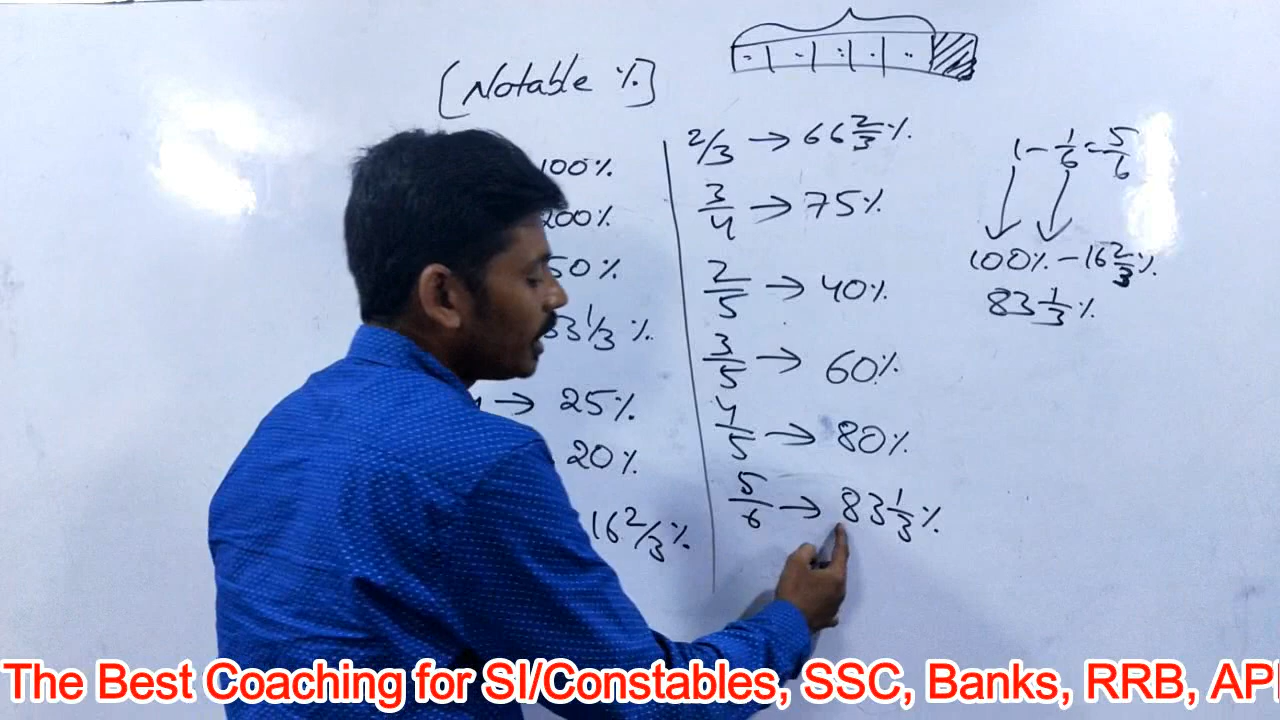 [Notable %]
100%
200%
50%
33 1/3 %
→ 25%
20%
16 2/3 %
2/3 → 66 2/3 %
3/4 → 75%
2/5 → 40%
3/5 → 60%
4/5 → 80%
5/6 → 83 1/3 %
1 - 1/6 = 5/6
100% - 16 2/3 %
83 1/3 %
The Best Coaching for SI/Constables, SSC, Banks, RRB,